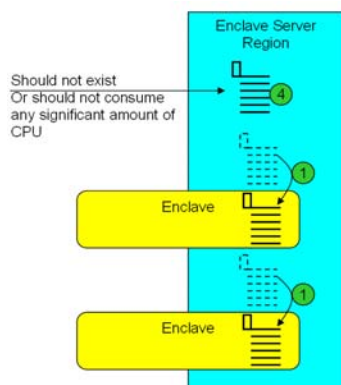 Enclave Server
Region
Should not exist
Or should not consume
any significant amount of
CPU
4
1
Enclave
1
Enclave